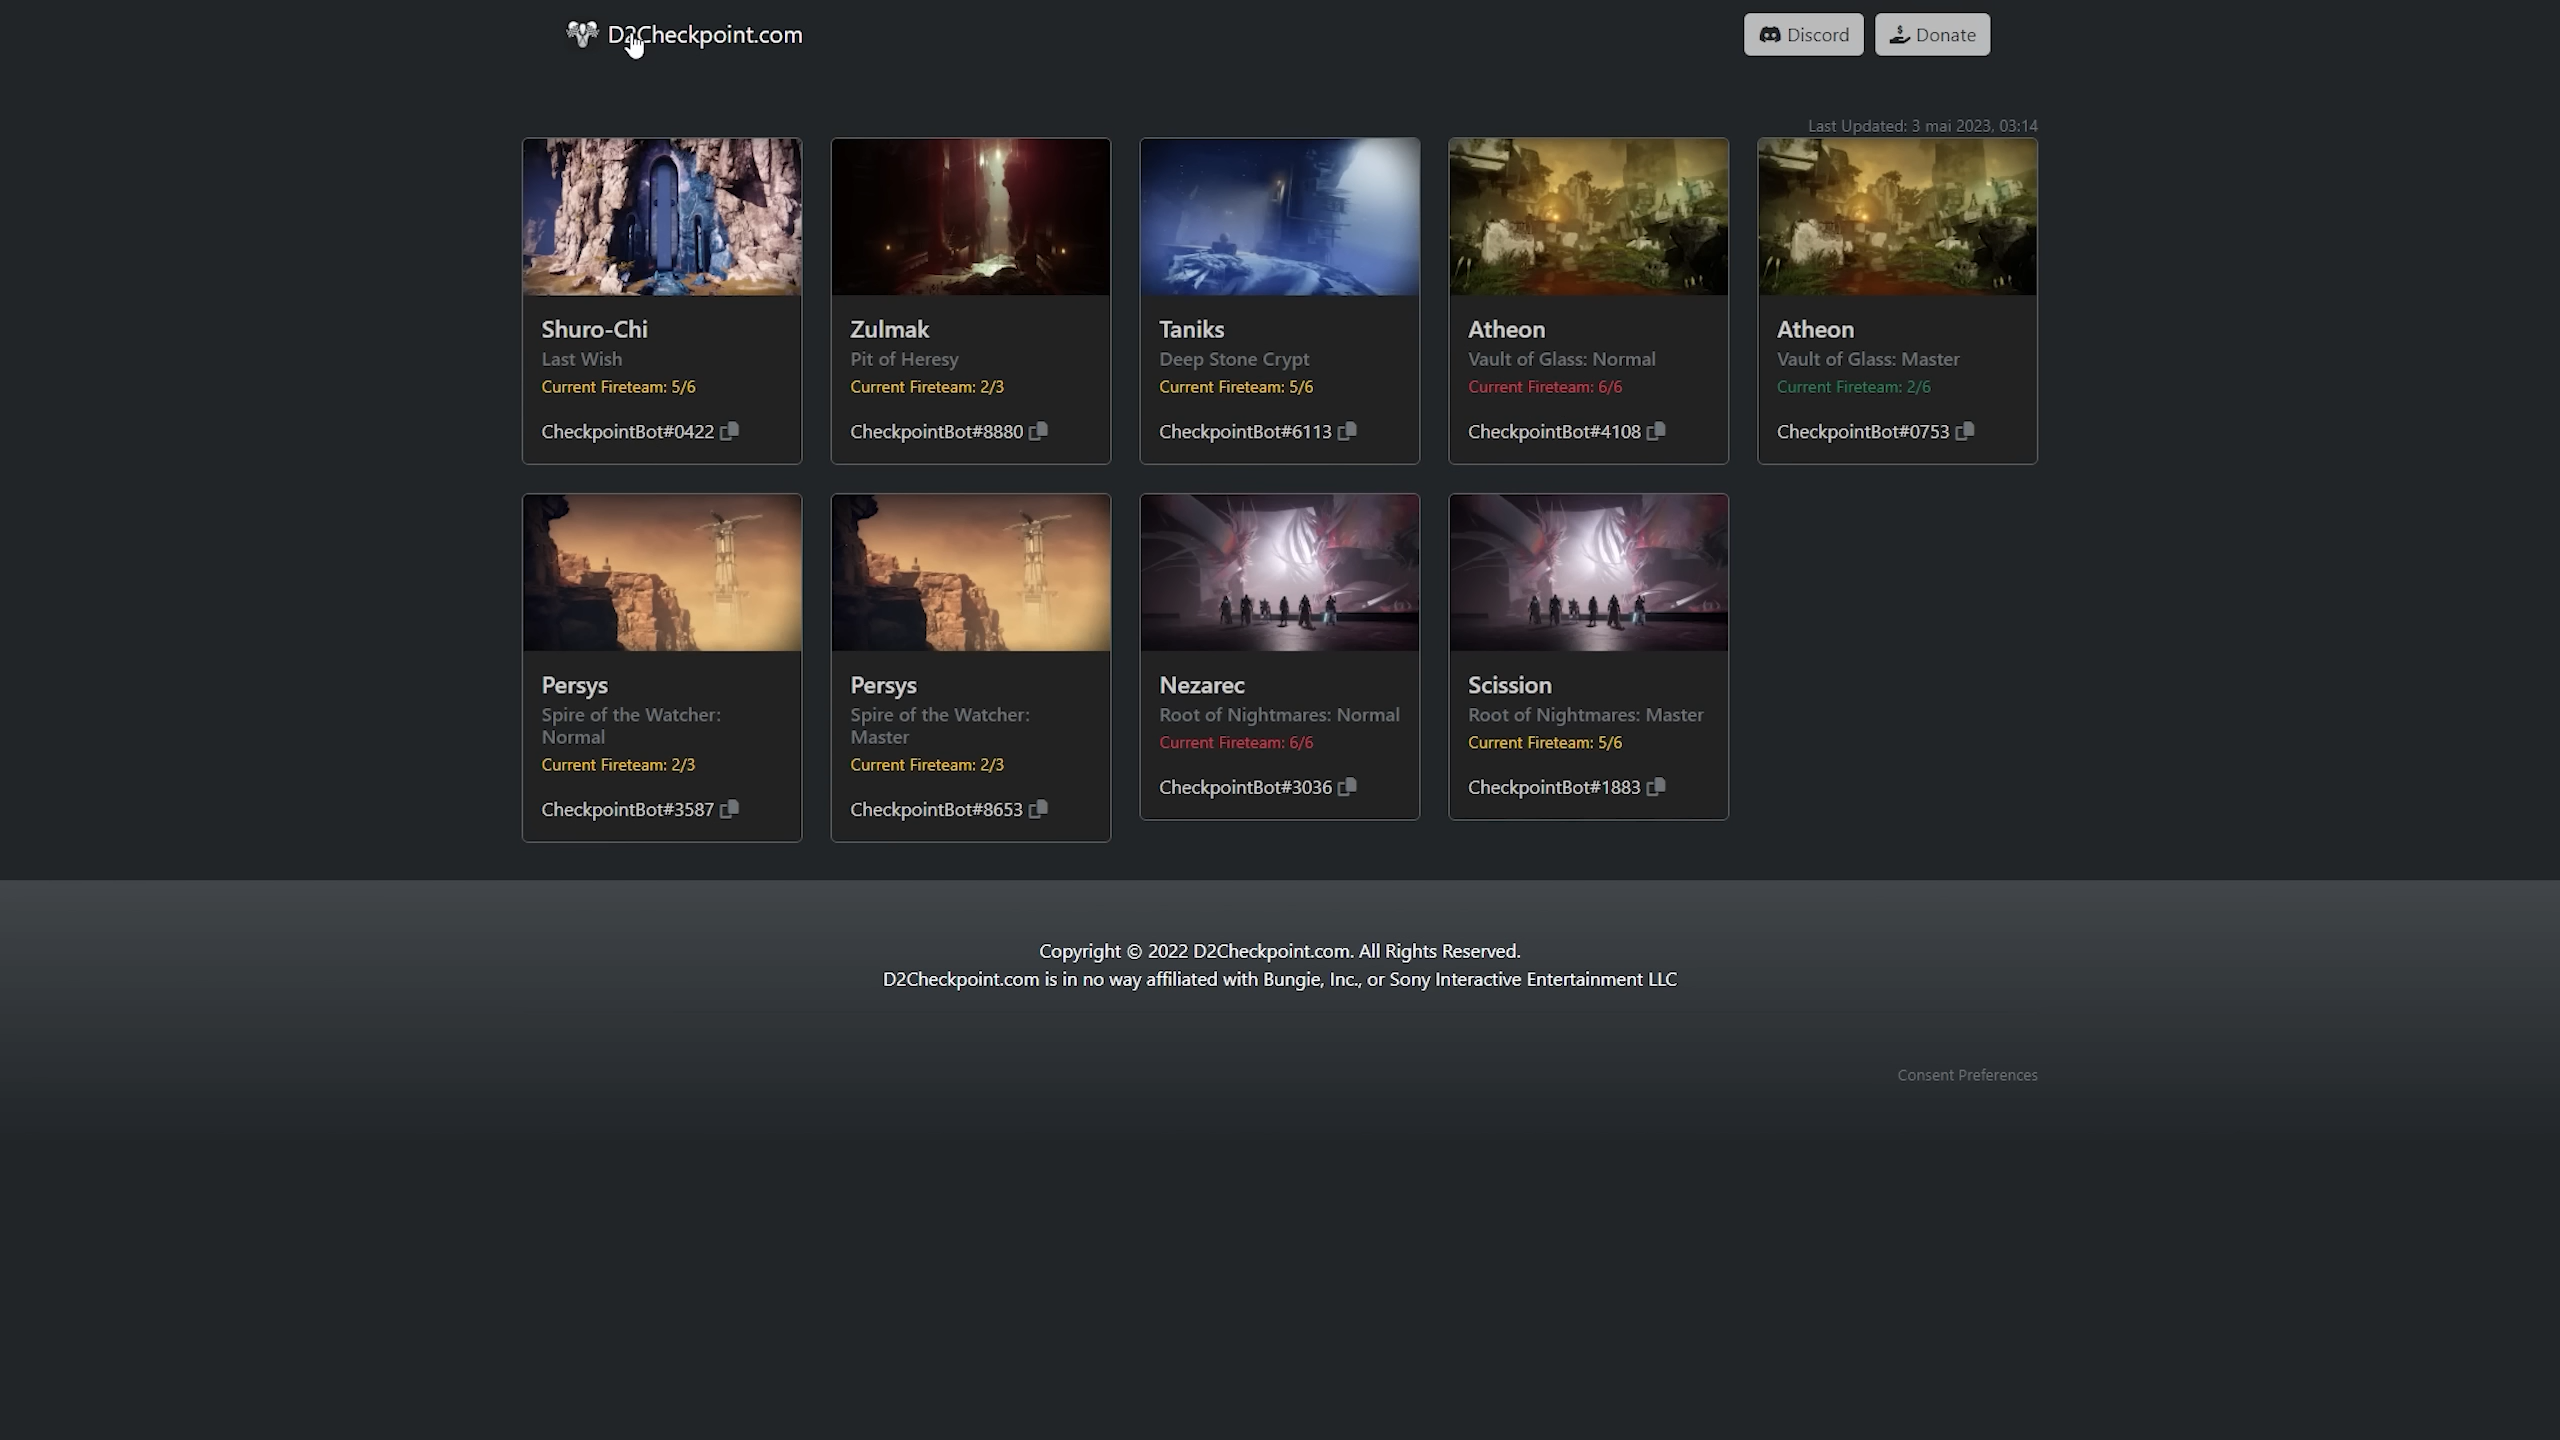 D2Checkpoint.com
Discord
Donate
Last Updated: 3 mai 2023, 03:14
Shuro-Chi
Last Wish
Current Fireteam: 5/6
CheckpointBot#0422
Zulmak
Pit of Heresy
Current Fireteam: 2/3
CheckpointBot#8880
Taniks
Deep Stone Crypt
Current Fireteam: 5/6
CheckpointBot#6113
Atheon
Vault of Glass: Normal
Current Fireteam: 6/6
CheckpointBot#4108
Atheon
Vault of Glass: Master
Current Fireteam: 2/6
CheckpointBot#0753
Persys
Spire of the Watcher:
Normal
Current Fireteam: 2/3
CheckpointBot#3587
Persys
Spire of the Watcher:
Master
Current Fireteam: 2/3
CheckpointBot#8653
Nezarec
Root of Nightmares: Normal
Current Fireteam: 6/6
CheckpointBot#3036
Scission
Root of Nightmares: Master
Current Fireteam: 5/6
CheckpointBot#1883
Copyright © 2022 D2Checkpoint.com. All Rights Reserved.
D2Checkpoint.com is in no way affiliated with Bungie, Inc., or Sony Interactive Entertainment LLC
Consent Preferences